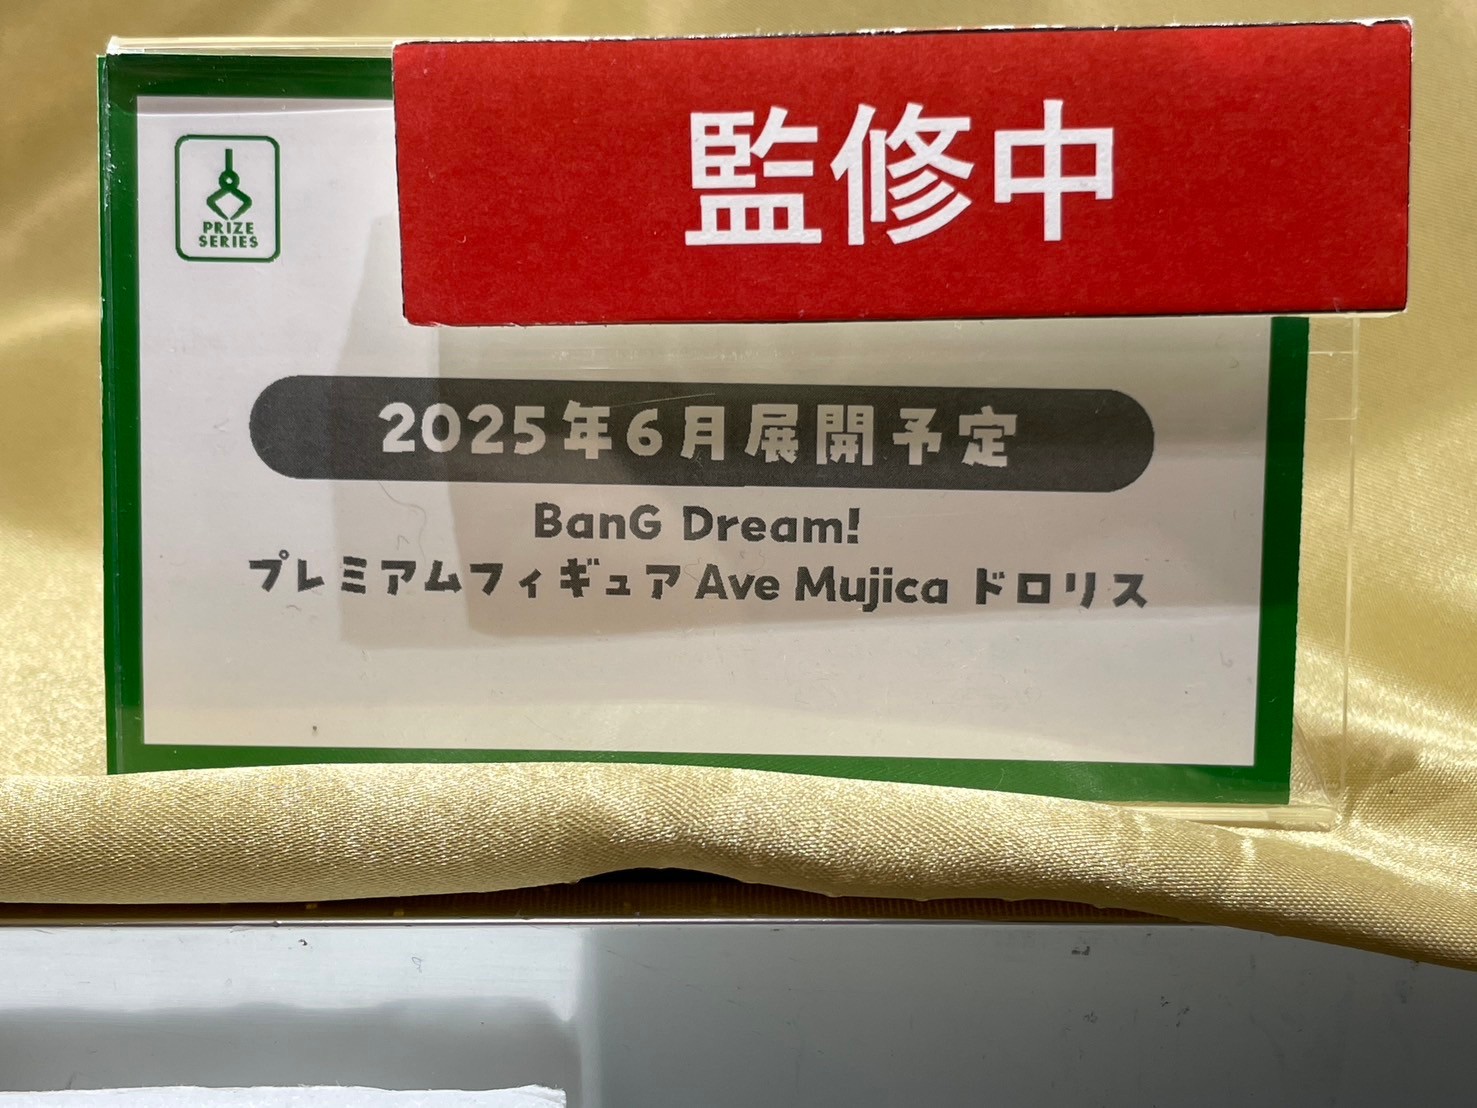 監修中
PRIZE
SERIES
2025年6月展開予定
BanG Dream!
プレミアムフィギュア Ave Mujica ドロリス